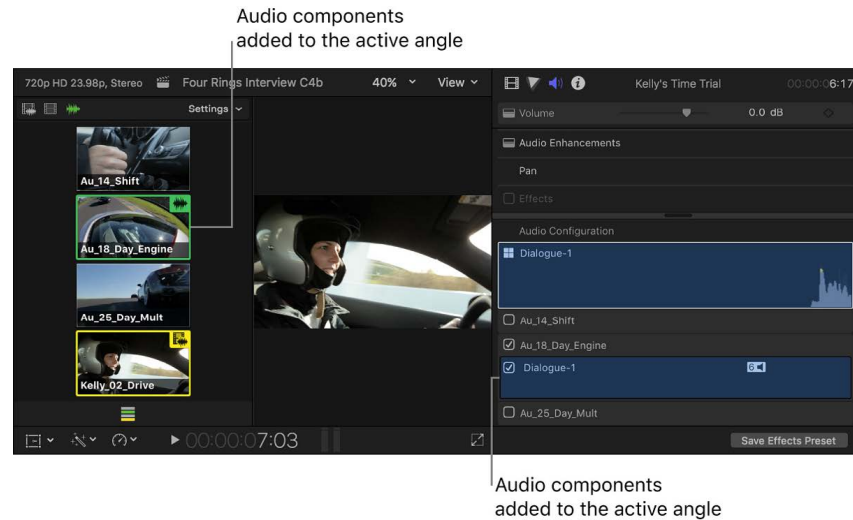 Audio components
added to the active angle
720p HD 23.98p, Stereo Four Rings Interview C4b 40% View
Kelly's Time Trial 00:00:06:17
Settings
Volume 0.0 dB
Audio Enhancements
Pan
Effects
Audio Configuration
Dialogue-1
Au_14_Shift
Au_18_Day_Engine
Dialogue-1 6
Au_25_Day_Mult
Au_14_Shift
Au_18_Day_Engine
Au_25_Day_Mult
Kelly_02_Drive
00:00:07:03
Save Effects Preset
Audio components
added to the active angle